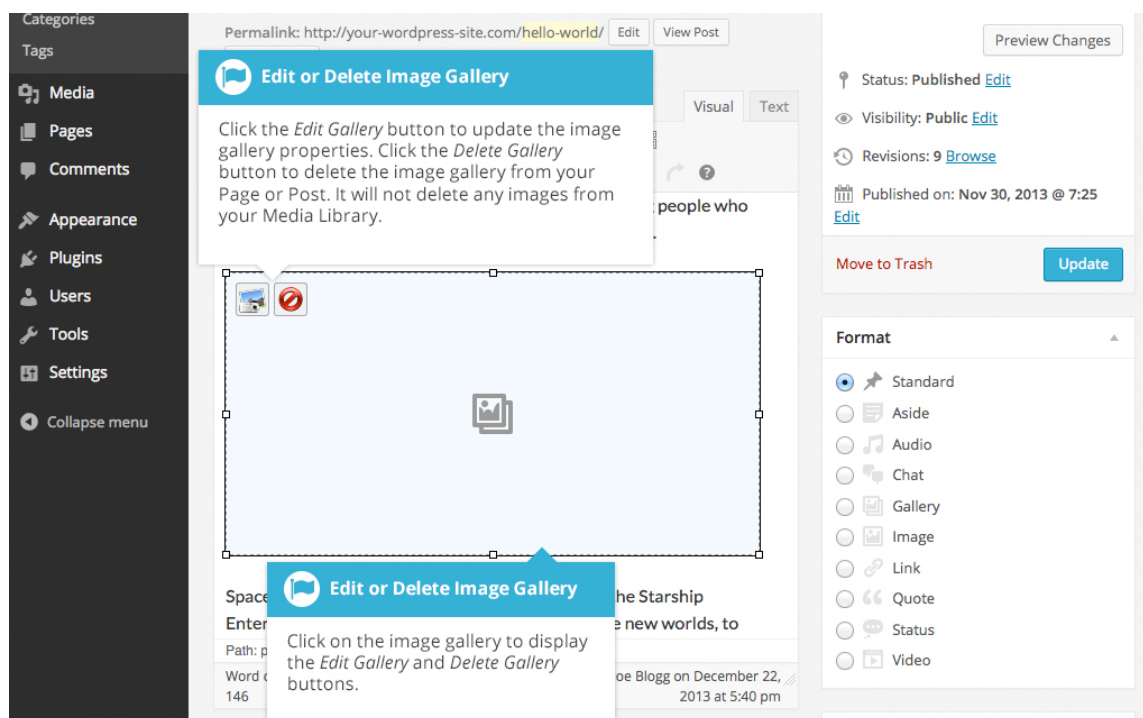 Categories
Tags
Media
Pages
Comments
Appearance
Plugins
Users
Tools
Settings
Collapse menu
Permalink: http://your-wordpress-site.com/hello-world/ Edit View Post
Edit or Delete Image Gallery
Click the Edit Gallery button to update the image
gallery properties. Click the Delete Gallery
button to delete the image gallery from your
Page or Post. It will not delete any images from
your Media Library.
Visual Text
people who
Edit or Delete Image Gallery
Click on the image gallery to display
the Edit Gallery and Delete Gallery
buttons.
Space he Starship
Enter new worlds, to
Path: p
Word
146
oe Blogg on December 22,
2013 at 5:40 pm
Preview Changes
Status: Published Edit
Visibility: Public Edit
Revisions: 9 Browse
Published on: Nov 30, 2013 @ 7:25
Edit
Move to Trash Update
Format
Standard
Aside
Audio
Chat
Gallery
Image
Link
Quote
Status
Video